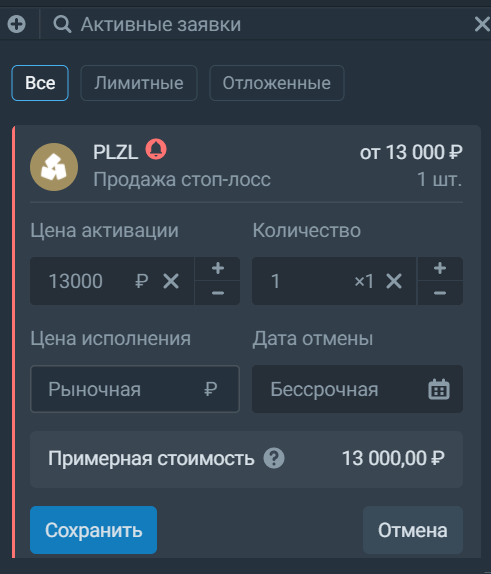 Активные заявки
Все Лимитные Отложенные
PLZL от 13 000 ₽
Продажа стоп-лосс 1 шт.
Цена активации Количество
13000 ₽ 1 ×1
Цена исполнения Дата отмены
Рыночная ₽ Бессрочная
Примерная стоимость ? 13 000,00 ₽
Сохранить Отмена